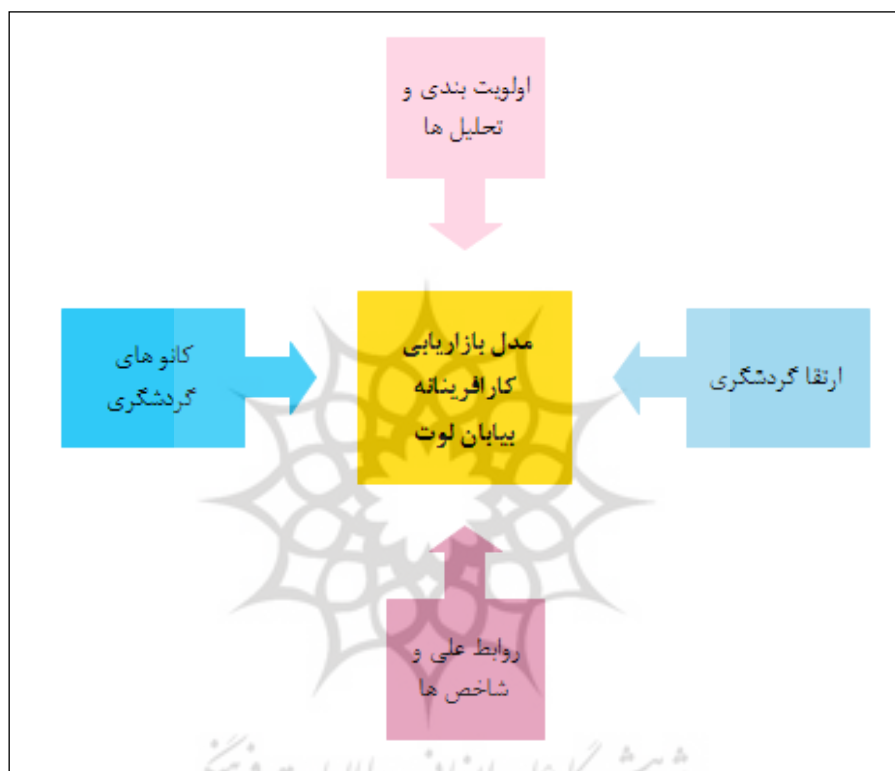 اولویت بندی و
تحلیل ها
ارتقا گردشگری
مدل بازاریابی
کارافرینانه
بیابان لوت
کانو های
گردشگری
روابط علی و
شاخص ها